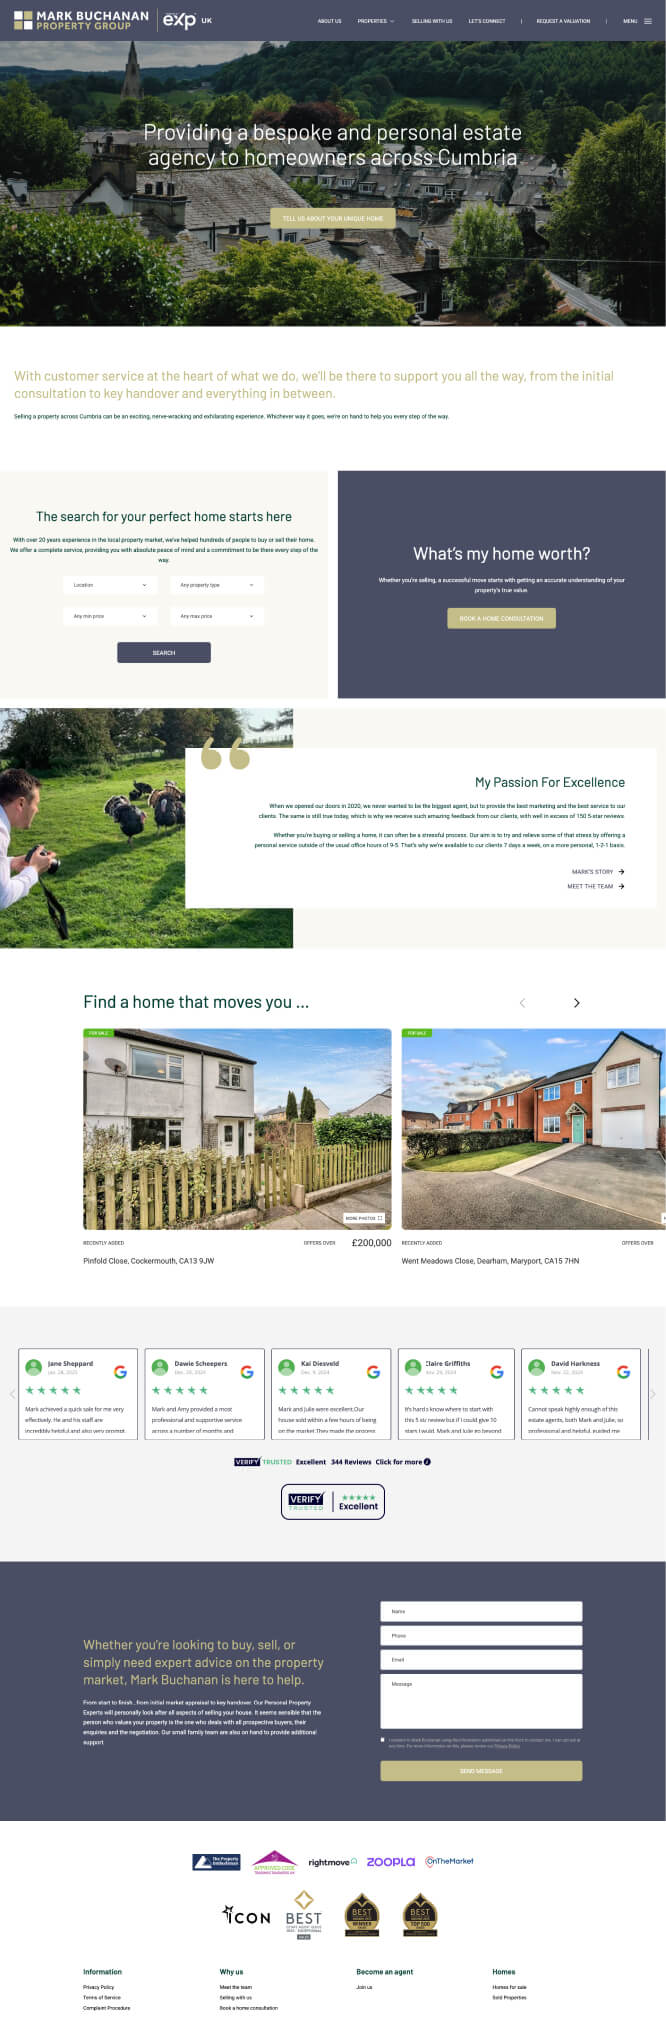 MARK BUCHANAN
PROPERTY GROUP
exp UK
ABOUT US
PROPERTIES
SELLING WITH US
LET'S CONNECT
|
REQUEST A VALUATION
|
MENU
Providing a bespoke and personal estate
agency to homeowners across Cumbria
TELL US ABOUT YOUR UNIQUE HOME
With customer service at the heart of what we do, we'll be there to support you all the way, from the initial
consultation to key handover and everything in between.
Selling a property across Cumbria can be an exciting, nerve-wracking and exhilarating experience. Whichever way it goes, we're on hand to help you every step of the way.
The search for your perfect home starts here
With over 20 years experience in the local property market, we've helped hundreds of people to buy or sell their home.
We offer a complete service, providing you with absolute peace of mind and a commitment to be there every step of the
way.
Location
Any property type
Any min price
Any max price
SEARCH
What's my home worth?
Whether you're selling, a successful move starts with getting an accurate understanding of your
property's true value.
BOOK A HOME CONSULTATION
My Passion For Excellence
When we opened our doors in 2020, we never wanted to be the biggest agent, but to provide the best marketing and the best service to our
clients. The same is still true today, which is why we receive such amazing feedback from our clients, with well in excess of 150 5-star reviews.
Whether you're buying or selling a home, it can often be a stressful process. Our aim is to try and relieve some of that stress by offering a
personal service outside of the usual office hours of 9-5. That's why we're available to our clients 7 days a week, on a more personal, 1-2-1 basis.
MARK'S STORY
MEET THE TEAM
Find a home that moves you ...
FOR SALE
FOR SALE
MORE PHOTOS
RECENTLY ADDED
OFFERS OVER
£200,000
Pinfold Close, Cockermouth, CA13 9JW
RECENTLY ADDED
OFFERS OVER
Went Meadows Close, Dearham, Maryport, CA15 7HN
Jane Sheppard
Mark achieved a quick sale for me very
effectively. He and his staff are
incredibly helpful and also very prompt
Dawie Scheepers
Mark and Amy provided a most
professional and supportive service
across a number of months and
Kai Diesveld
Mark and Julie were excellent.Our
house sold within a few hours of being
on the market.They made the process
Claire Griffiths
It's hard s know where to start with
this 5 str review but if I could give 10
stars I would. Mark and Julie go beyond
David Harkness
Cannot speak highly enough of this
estate agents, both Mark and Julie, so
professional and helpful, guided me
VERIFY TRUSTED Excellent 344 Reviews Click for more
VERIFY
TRUSTED
Excellent
Whether you're looking to buy, sell, or
simply need expert advice on the property
market, Mark Buchanan is here to help.
From start to finish...from initial market appraisal to key handover. Our Personal Property
Experts will personally look after all aspects of selling your house. It seems sensible that the
person who values your property is the one who deals with all prospective buyers, their
enquiries and the negotiation. Our small family team are also on hand to provide additional
support
Name
Phone
Email
Message
SEND MESSAGE
The Property
Ombudsman
APPROVED CODE
rightmove
ZOOPLA
OnTheMarket
ICON
BEST
BEST
WINNER
BEST
TOP 500
Information
Privacy Policy
Terms of Service
Complaint Procedure
Why us
Meet the team
Selling with us
Book a home consultation
Become an agent
Join us
Homes
Homes for sale
Sold Properties